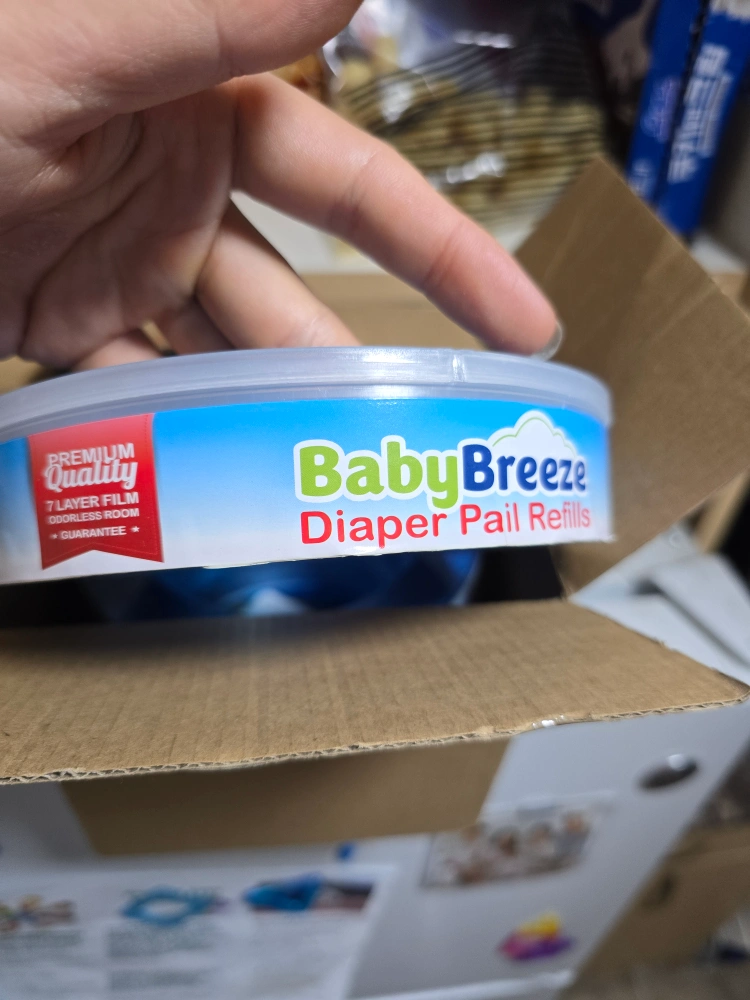 PREMIUM
Quality
7 LAYER FILM
ODORLESS ROOM
GUARANTEE
BabyBreeze
Diaper Pail Refills